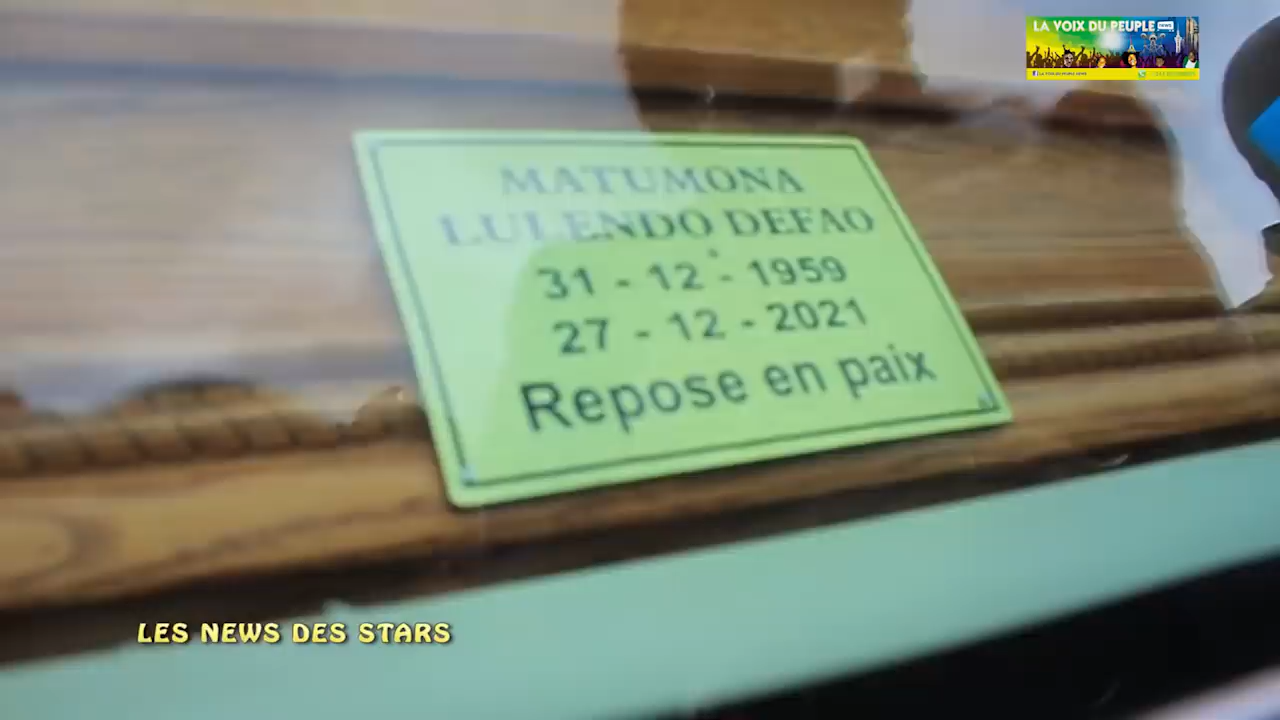 LA VOIX DU PEUPLE news
MATUMONA
LULENDO DEFAO
31 - 12 - 1959
27 - 12 - 2021
Repose en paix
LES NEWS DES STARS